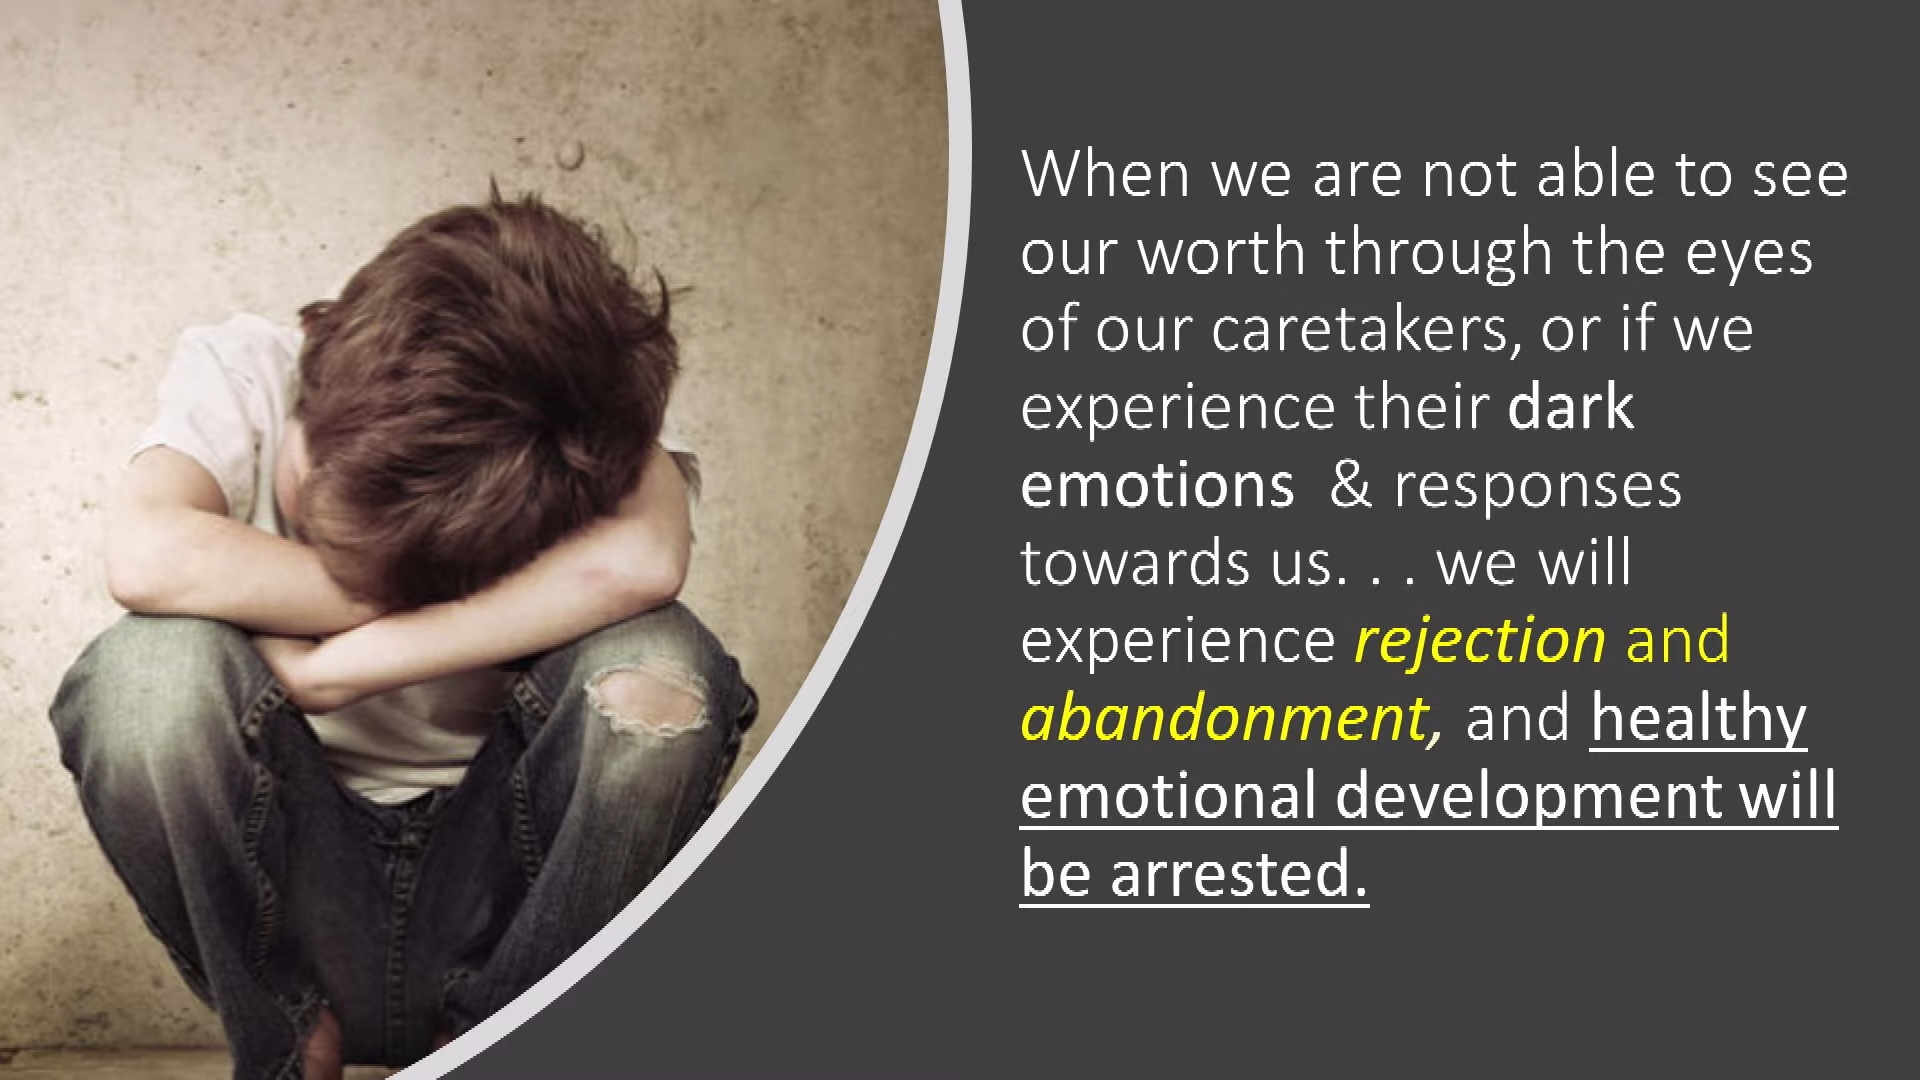 When we are not able to see
our worth through the eyes
of our caretakers, or if we
experience their dark
emotions  & responses
towards us. . . we will
experience rejection and
abandonment, and healthy
emotional development will
be arrested.